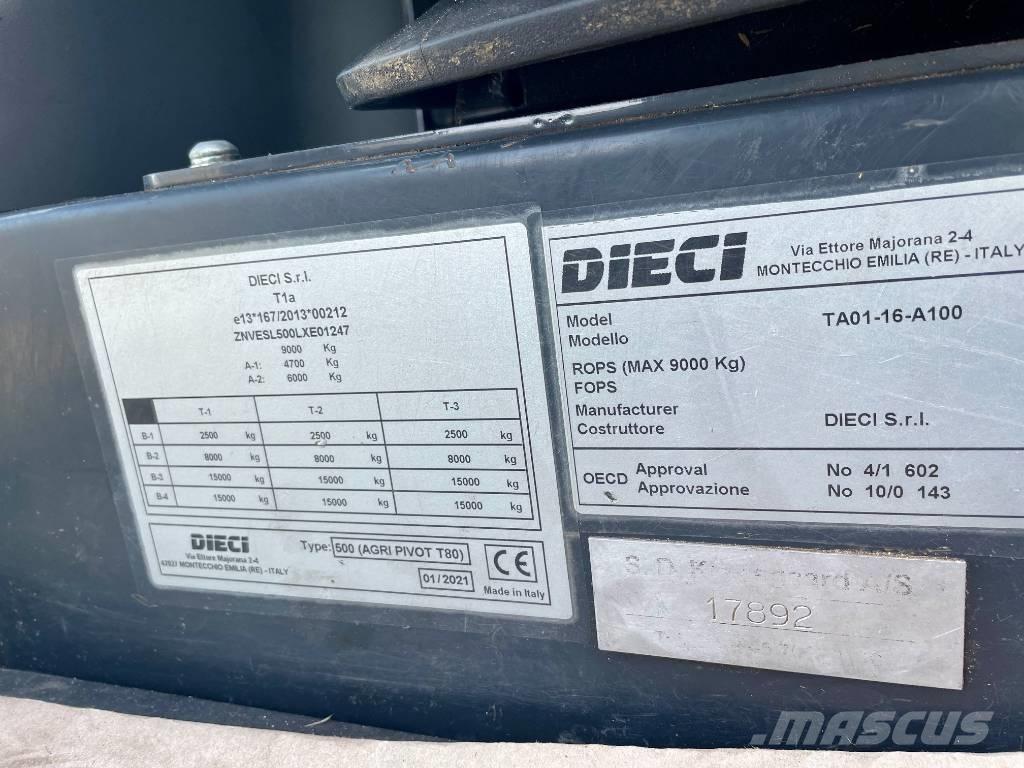 DIECI S.r.l.
T1a
e13*167/2013*00212
ZNVESL500LXE01247
9000 Kg
A-1: 4700 Kg
A-2: 6000 Kg
T-1 T-2 T-3
B-1 2500 kg 2500 kg 2500 kg
B-2 8000 kg 8000 kg 8000 kg
B-3 15000 kg 15000 kg 15000 kg
B-4 15000 kg 15000 kg 15000 kg
DIECI
Via Ettore Majorana 2-4
42027 MONTECCHIO EMILIA (RE) - ITALY
Type: 500 (AGRI PIVOT T80)
01/2021
CE
Made in Italy
DIECI
Via Ettore Majorana 2-4
MONTECCHIO EMILIA (RE) - ITALY
Model TA01-16-A100
Modello
ROPS (MAX 9000 Kg)
FOPS
Manufacturer
Costruttore DIECI S.r.l.
OECD Approval No 4/1 602
Approvazione No 10/0 143
S.D. A/S
17892
MASCUS